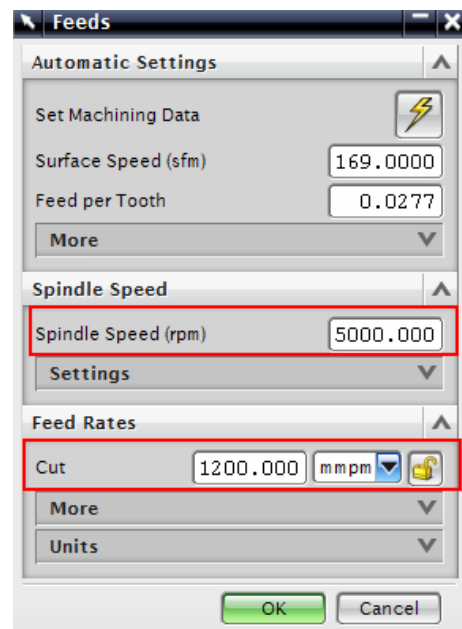 Feeds
Automatic Settings
Set Machining Data
Surface Speed (sfm) 169.0000
Feed per Tooth 0.0277
More
Spindle Speed
Spindle Speed (rpm) 5000.000
Settings
Feed Rates
Cut 1200.000 mmpm
More
Units
OK Cancel